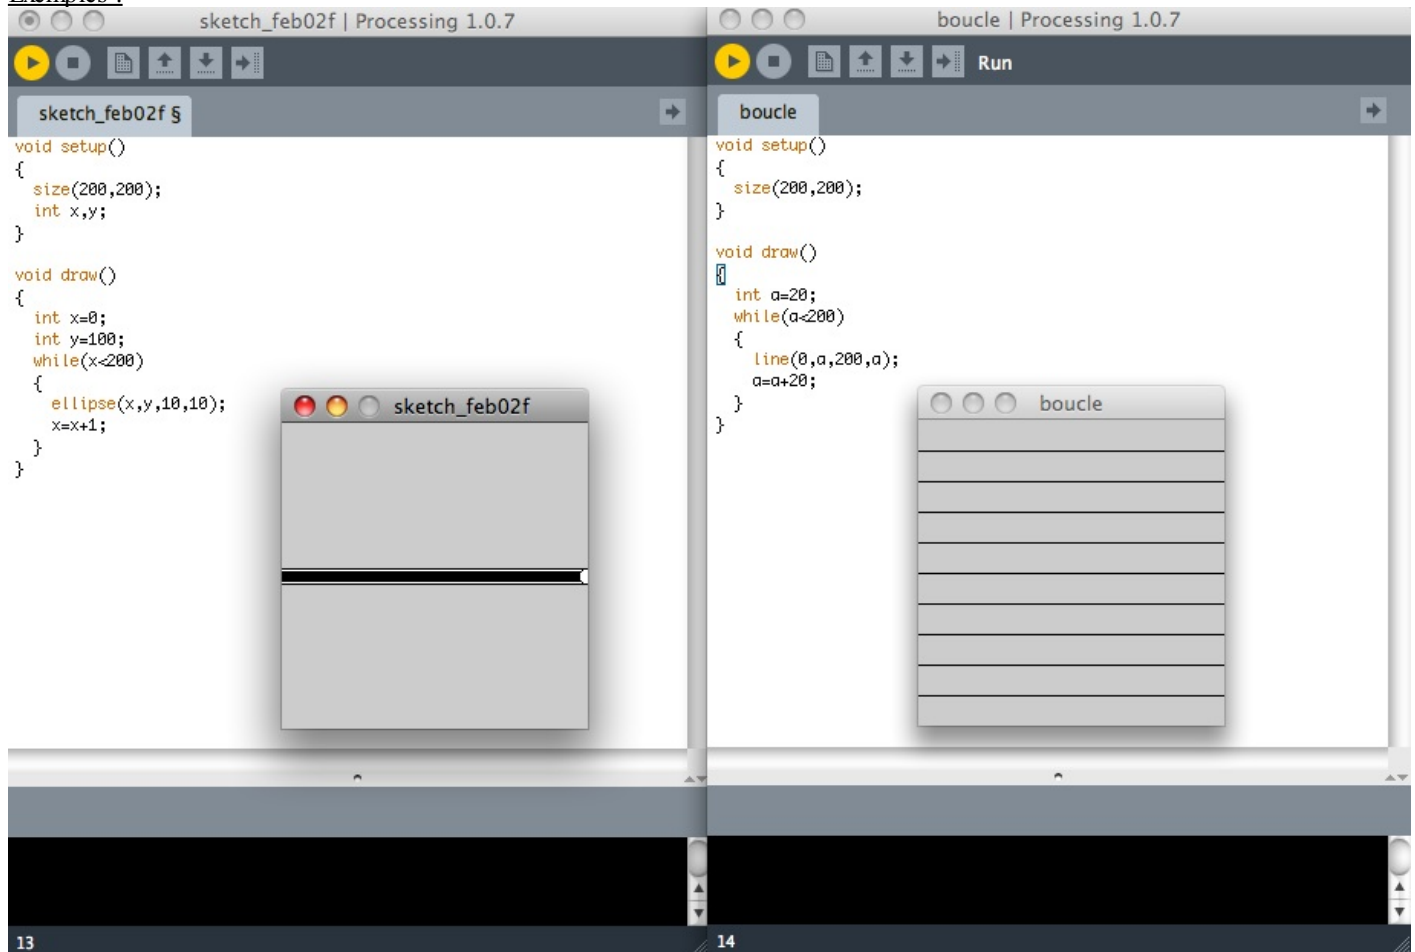 Exemples :
sketch_feb02f | Processing 1.0.7
sketch_feb02f §
void setup()
{
  size(200,200);
  int x,y;
}
void draw()
{
  int x=0;
  int y=100;
  while(x<200)
  {
    ellipse(x,y,10,10);
    x=x+1;
  }
}
sketch_feb02f
13
boucle | Processing 1.0.7
Run
boucle
void setup()
{
  size(200,200);
}
void draw()
{
  int a=20;
  while(a<200)
  {
    line(0,a,200,a);
    a=a+20;
  }
}
boucle
14